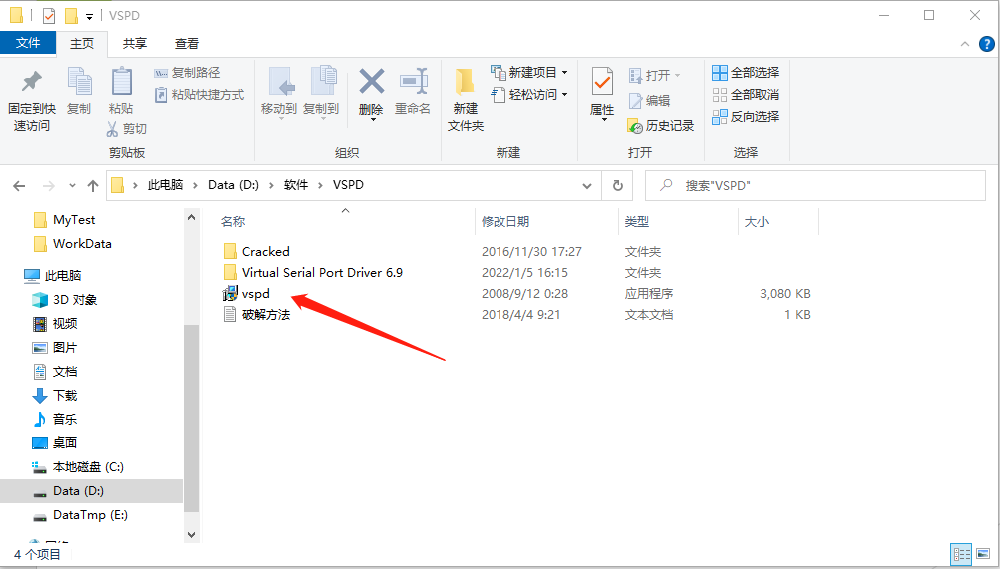 VSPD
文件 主页 共享 查看
固定到快速访问
复制
粘贴
复制路径
粘贴快捷方式
剪切
剪贴板
移动到
复制到
删除
重命名
组织
新建文件夹
新建项目
轻松访问
新建
属性
打开
编辑
历史记录
打开
全部选择
全部取消
反向选择
选择
此电脑 Data (D:) 软件 VSPD
搜索"VSPD"
MyTest
WorkData
此电脑
3D 对象
视频
图片
文档
下载
音乐
桌面
本地磁盘 (C:)
Data (D:)
DataTmp (E:)
名称 修改日期 类型 大小
Cracked 2016/11/30 17:27 文件夹
Virtual Serial Port Driver 6.9 2022/1/5 16:15 文件夹
vspd 2008/9/12 0:28 应用程序 3,080 KB
破解方法 2018/4/4 9:21 文本文档 1 KB
4 个项目